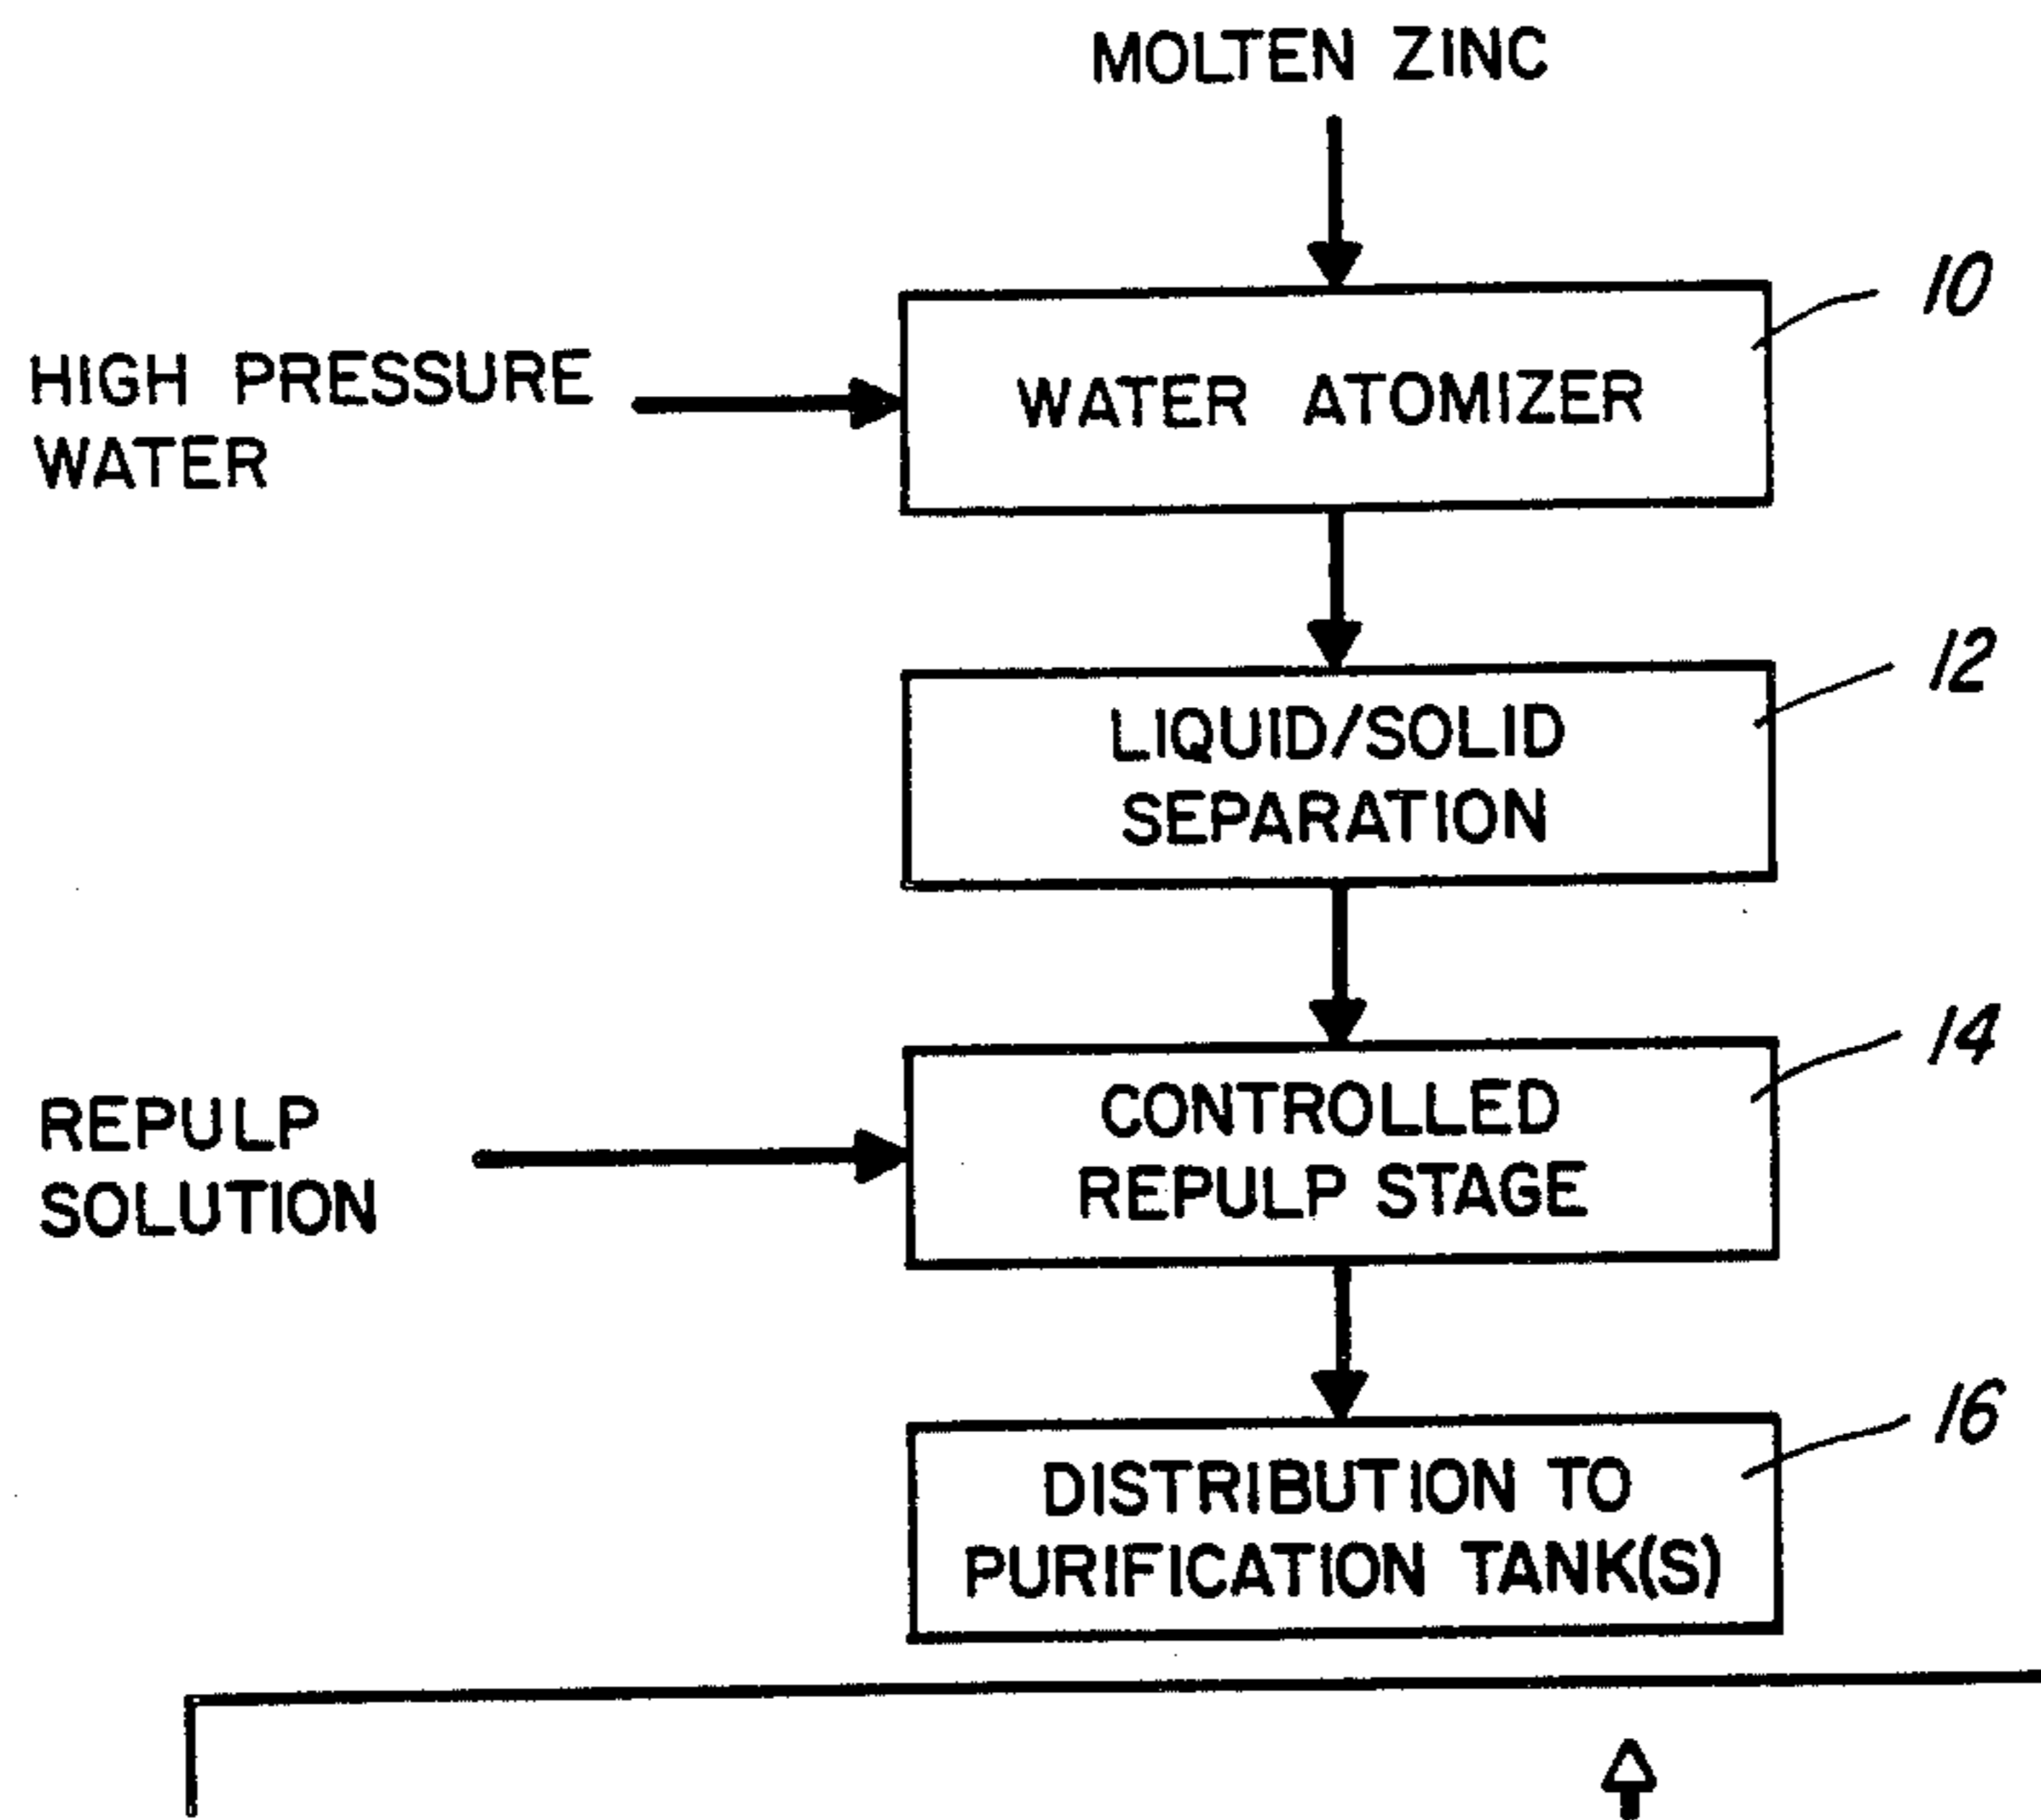 MOLTEN ZINC
10
HIGH PRESSURE
WATER
WATER ATOMIZER
12
LIQUID/SOLID
SEPARATION
14
REPULP
SOLUTION
CONTROLLED
REPULP STAGE
16
DISTRIBUTION TO
PURIFICATION TANK(S)